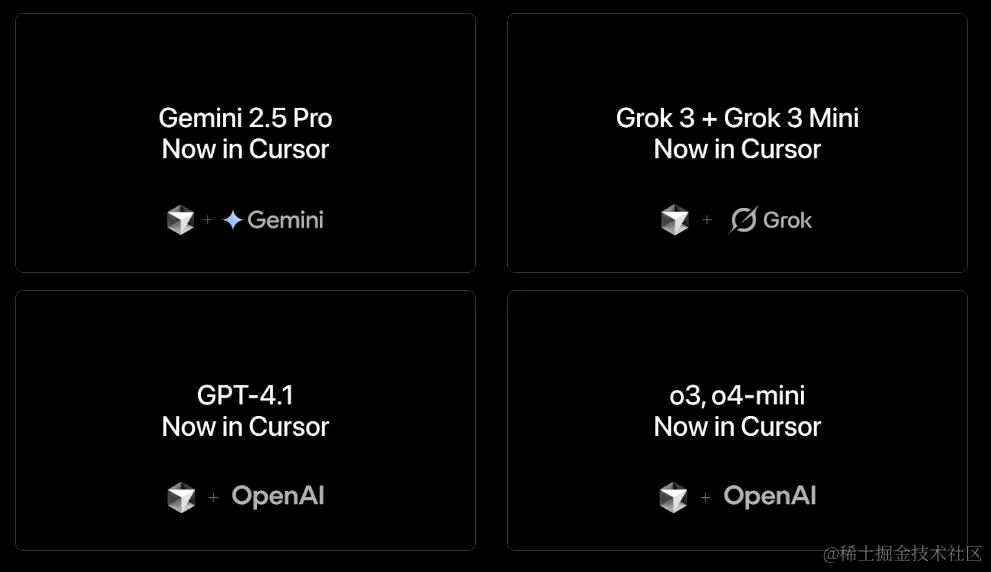 Gemini 2.5 Pro
Now in Cursor
+ Gemini
Grok 3 + Grok 3 Mini
Now in Cursor
+ Grok
GPT-4.1
Now in Cursor
+ OpenAI
o3, o4-mini
Now in Cursor
+ OpenAI
@稀土掘金技术社区